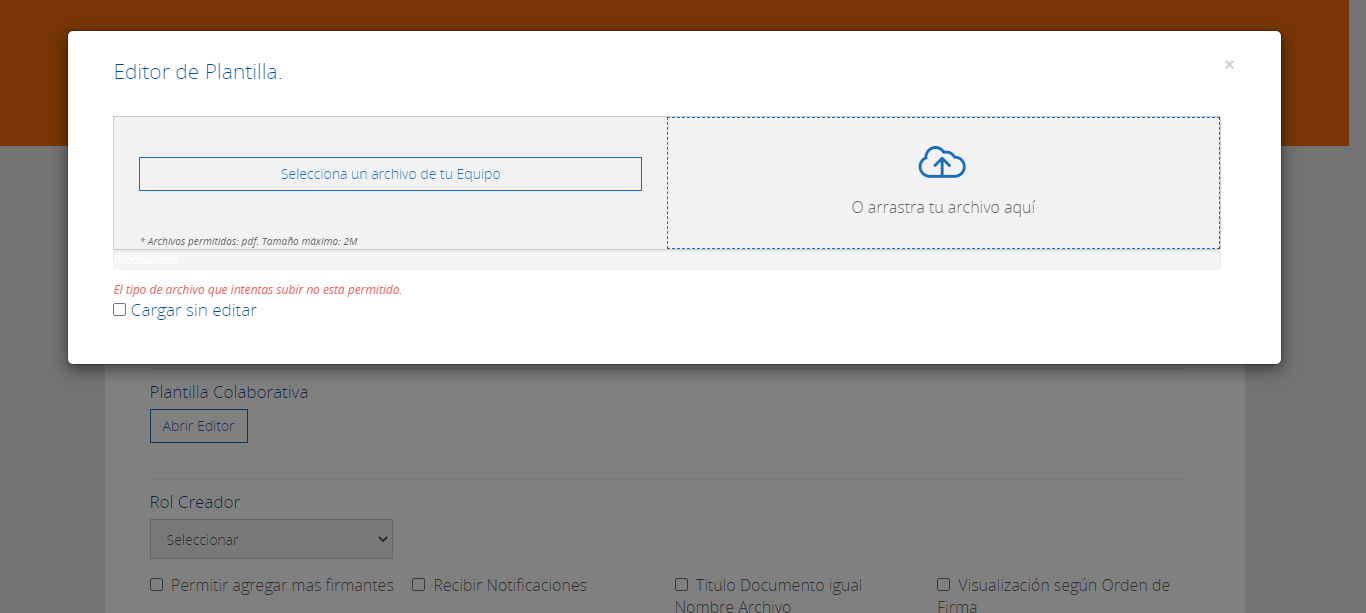 Editor de Plantilla.
×
Selecciona un archivo de tu Equipo
O arrastra tu archivo aquí
* Archivos permitidos: pdf. Tamaño máximo: 2M
Procesando
El tipo de archivo que intentas subir no está permitido.
Cargar sin editar
Plantilla Colaborativa
Abrir Editor
Rol Creador
Seleccionar
Permitir agregar mas firmantes
Recibir Notificaciones
Titulo Documento igual
Nombre Archivo
Visualización según Orden de
Firma